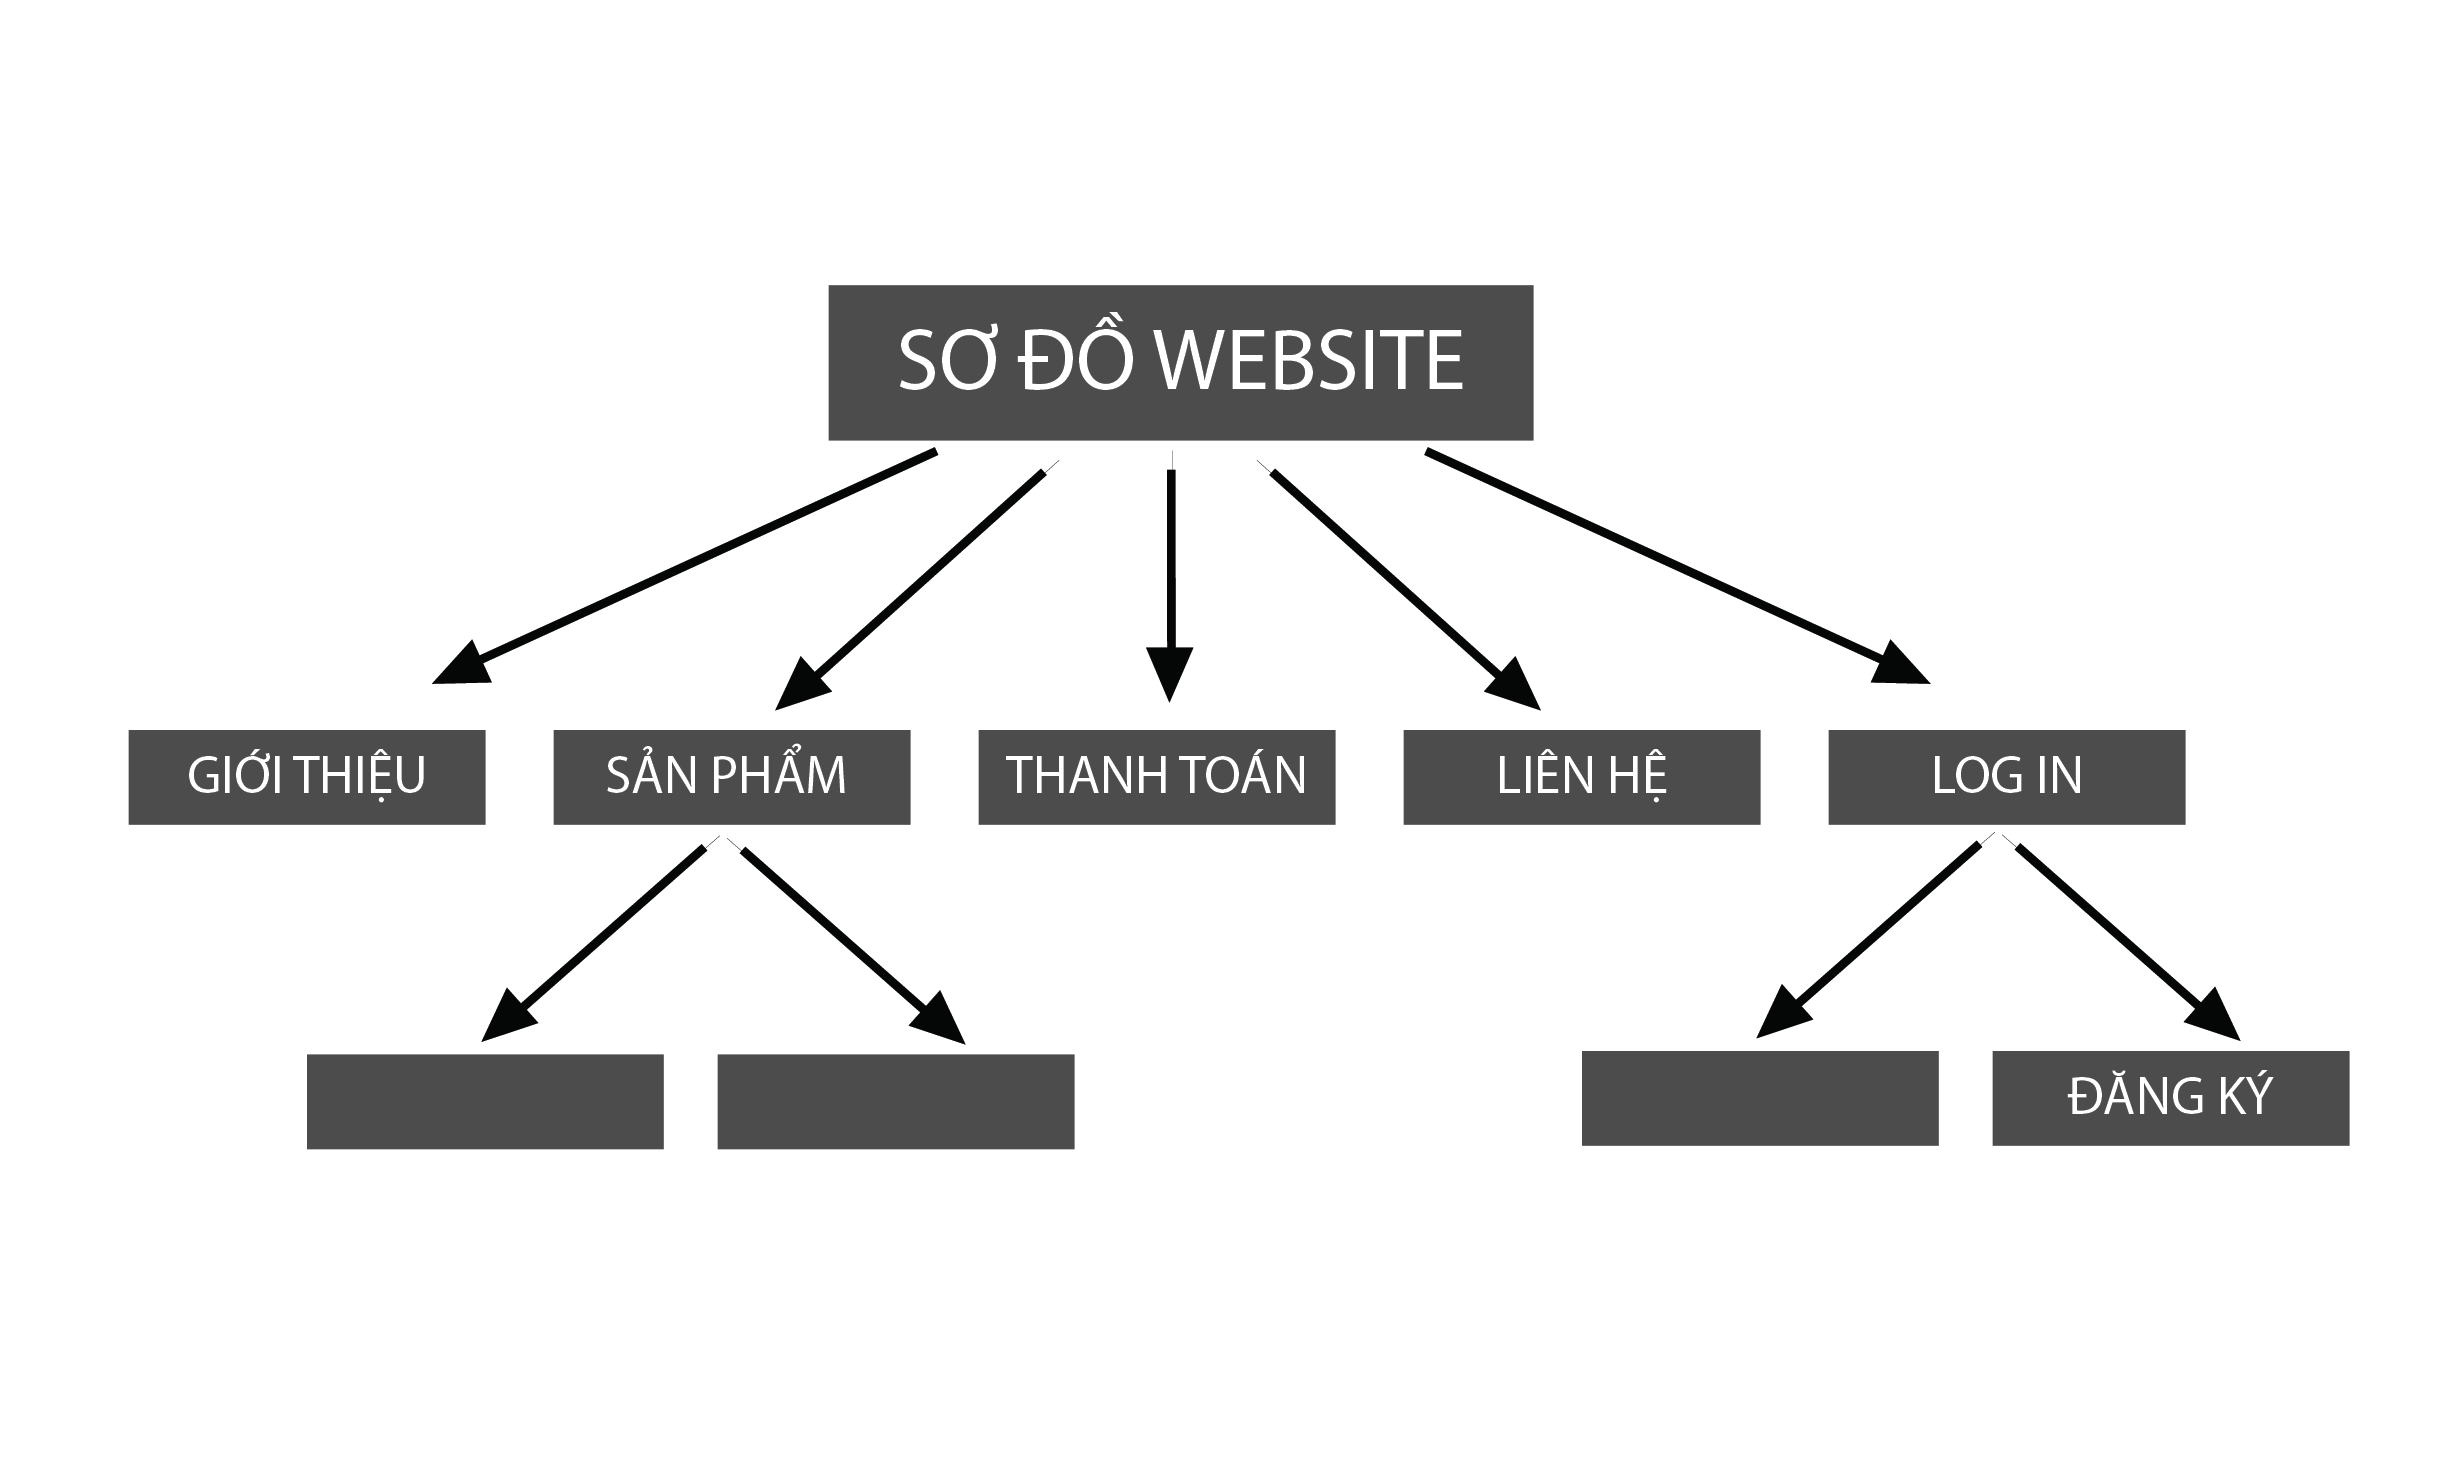 SƠ ĐỒ WEBSITE
GIỚI THIỆU
SẢN PHẨM
THANH TOÁN
LIÊN HỆ
LOG IN
ĐĂNG KÝ